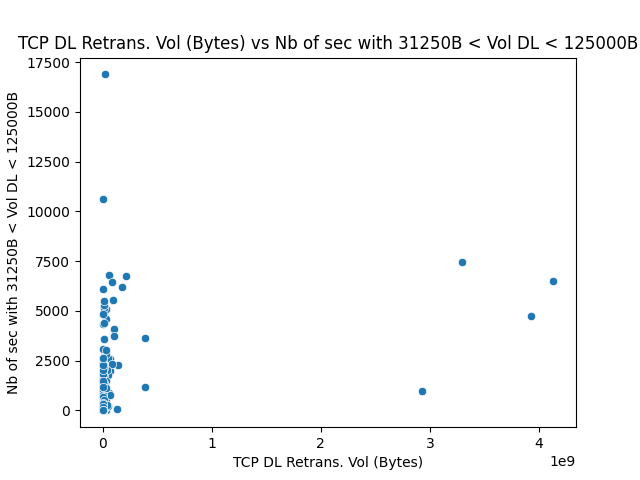 TCP DL Retrans. Vol (Bytes) vs Nb of sec with 31250B < Vol DL < 125000B
17500
15000
12500
10000
7500
5000
2500
0
Nb of sec with 31250B < Vol DL < 125000B
0 1 2 3 4
1e9
TCP DL Retrans. Vol (Bytes)